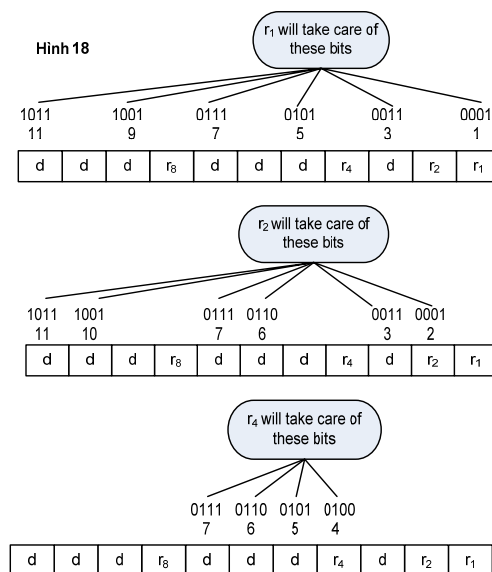 Hình 18
r1 will take care of
these bits
1011 1001 0111 0101 0011 0001
11 9 7 5 3 1
d d d r8 d d d r4 d r2 r1
r2 will take care of
these bits
1011 1001 0111 0110 0011 0001
11 10 7 6 3 2
d d d r8 d d d r4 d r2 r1
r4 will take care of
these bits
0111 0110 0101 0100
7 6 5 4
d d d r8 d d d r4 d r2 r1